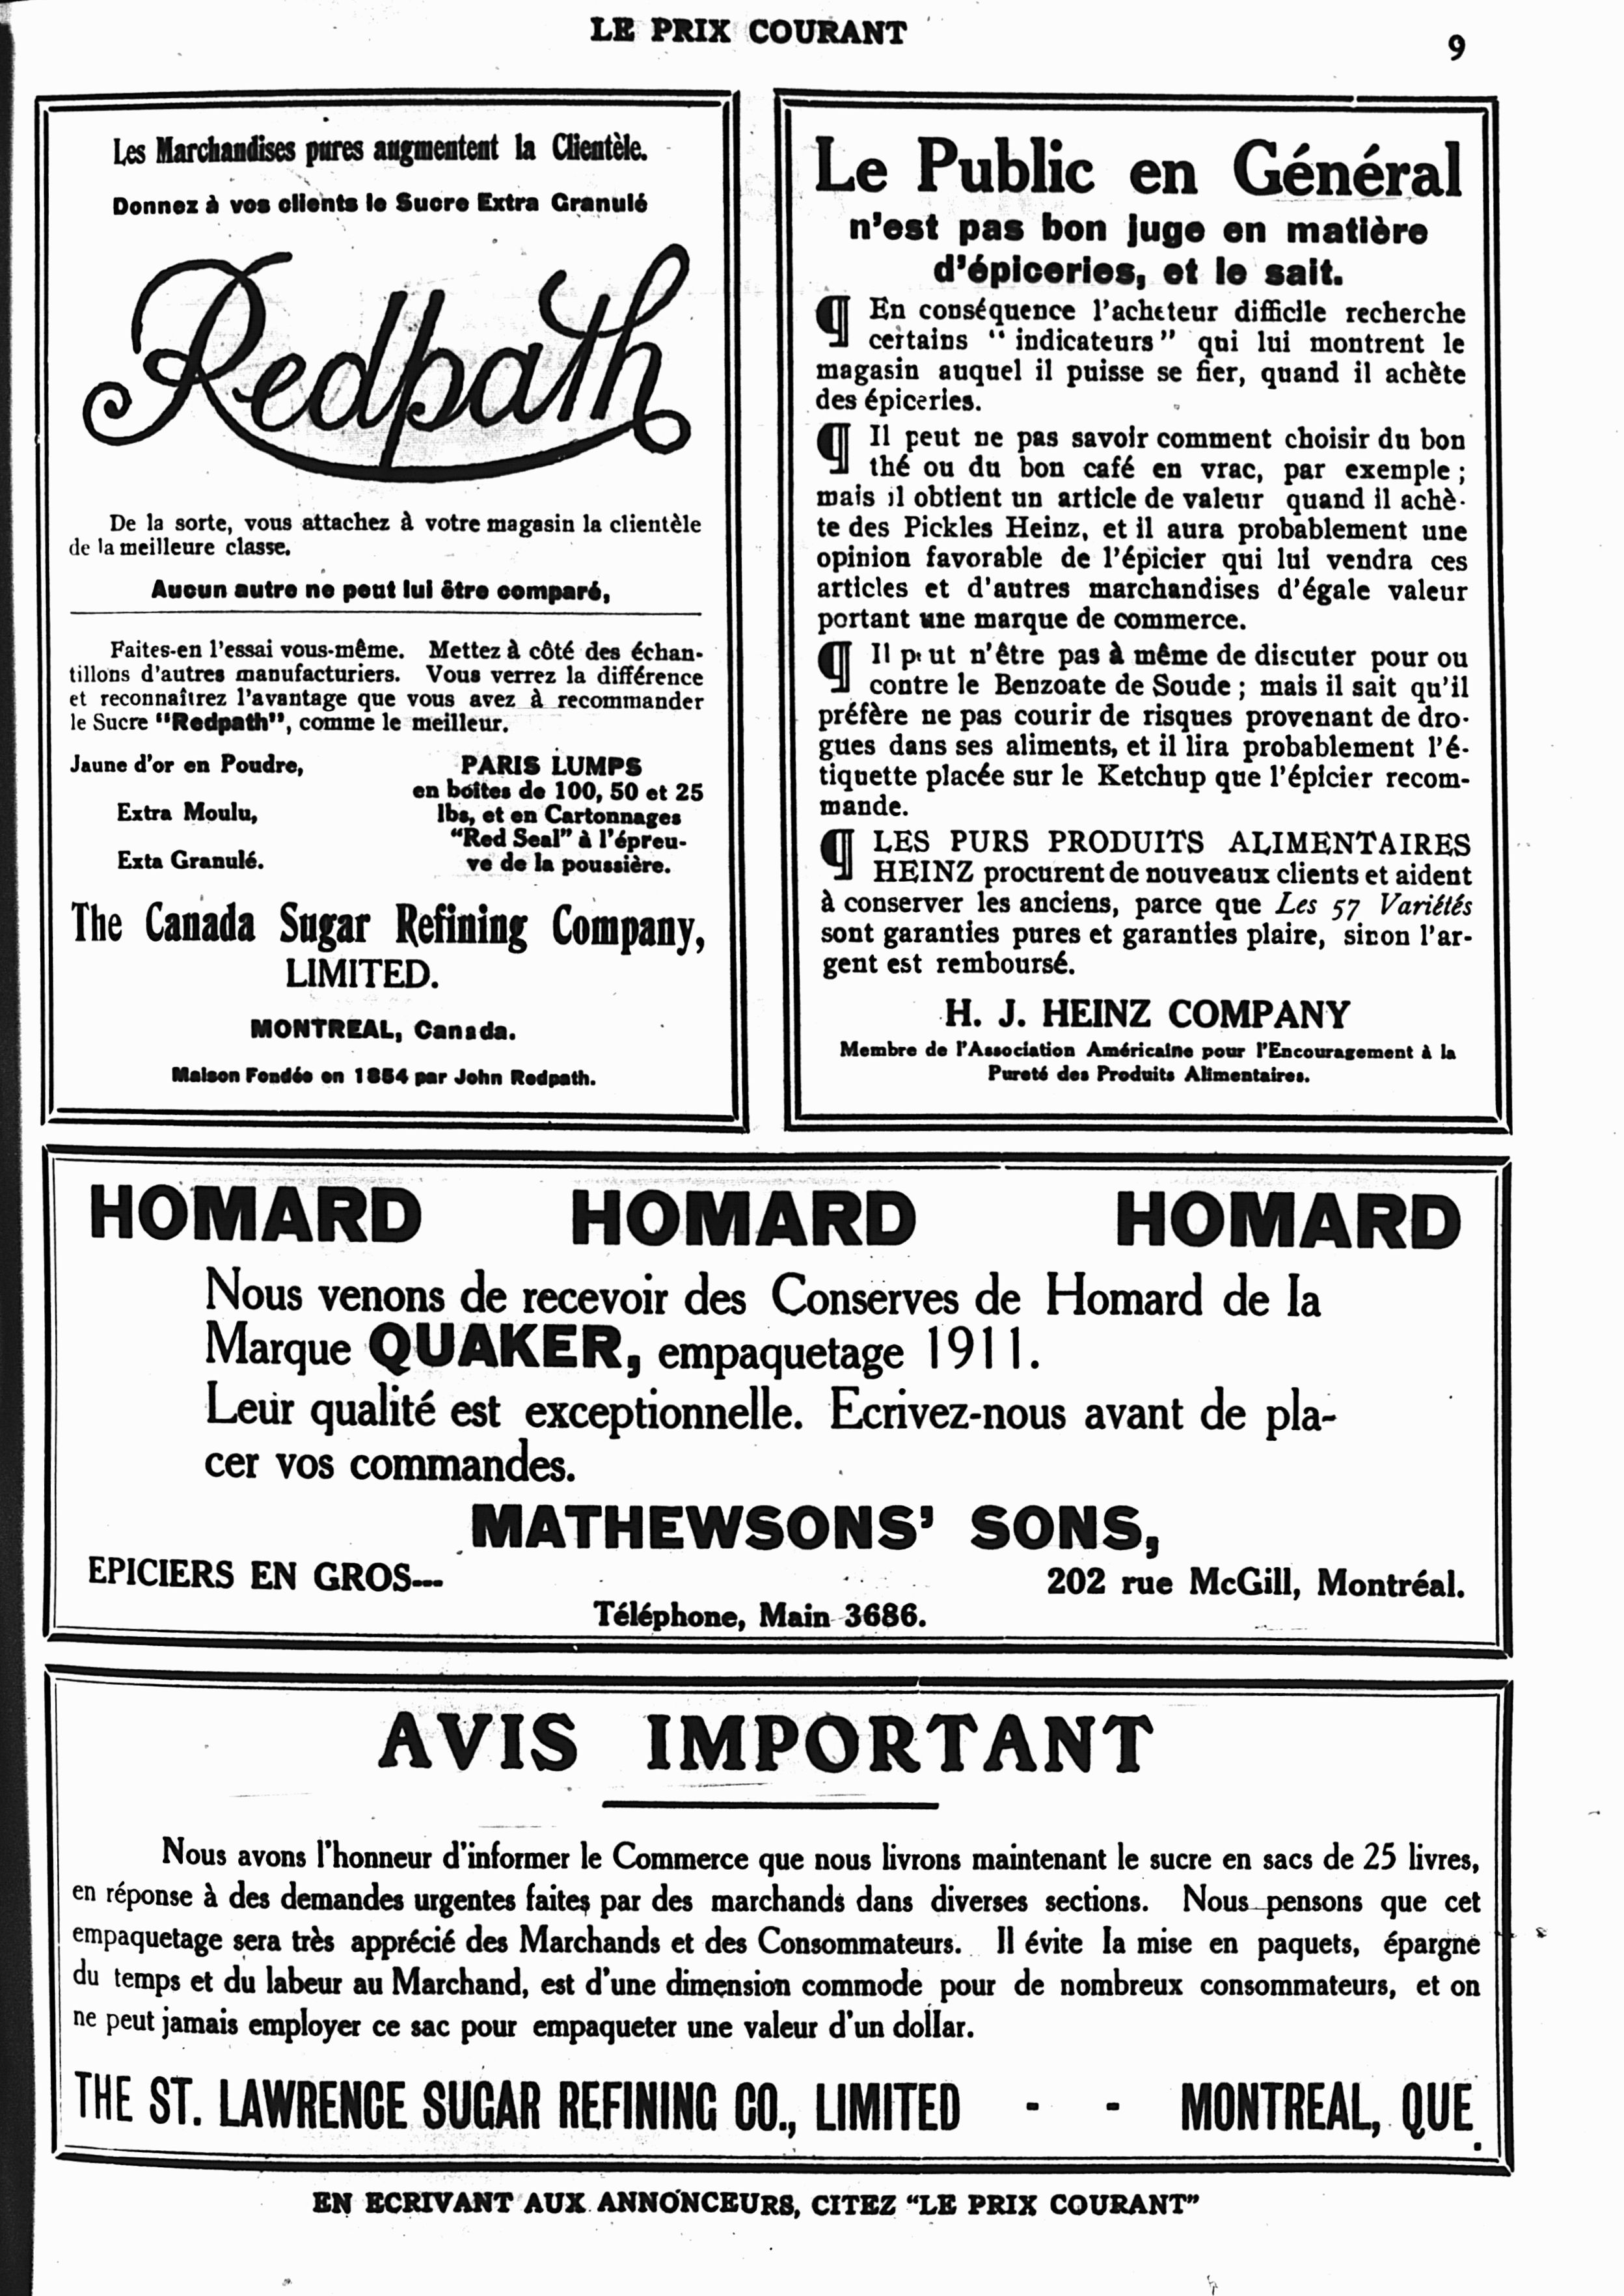 LE PRIX COURANT
9
Les Marchandises pures augmentent la Clientèle.
Donnez à vos clients le Sucre Extra Granulé
Redpath
De la sorte, vous attachez à votre magasin la clientèle
de la meilleure classe.
Aucun autre ne peut lui être comparé,
Faites-en l'essai vous-même. Mettez à côté des échan-
tillons d'autres manufacturiers. Vous verrez la différence
et reconnaîtrez l'avantage que vous avez à recommander
le Sucre "Redpath", comme le meilleur.
Jaune d'or en Poudre,
Extra Moulu,
Exta Granulé.
PARIS LUMPS
en boîtes de 100, 50 et 25
lbs, et en Cartonnages
"Red Seal" à l'épreu-
ve de la poussière.
The Canada Sugar Refining Company,
LIMITED.
MONTREAL, Canada.
Maison Fondée en 1854 par John Redpath.
Le Public en Général
n'est pas bon juge en matière
d'épiceries, et le sait.
¶ En conséquence l'acheteur difficile recherche
certains "indicateurs" qui lui montrent le
magasin auquel il puisse se fier, quand il achète
des épiceries.
¶ Il peut ne pas savoir comment choisir du bon
thé ou du bon café en vrac, par exemple ;
mais il obtient un article de valeur quand il achè-
te des Pickles Heinz, et il aura probablement une
opinion favorable de l'épicier qui lui vendra ces
articles et d'autres marchandises d'égale valeur
portant une marque de commerce.
¶ Il peut n'être pas à même de discuter pour ou
contre le Benzoate de Soude ; mais il sait qu'il
préfère ne pas courir de risques provenant de dro-
gues dans ses aliments, et il lira probablement l'é-
tiquette placée sur le Ketchup que l'épicier recom-
mande.
¶ LES PURS PRODUITS ALIMENTAIRES
HEINZ procurent de nouveaux clients et aident
à conserver les anciens, parce que Les 57 Variétés
sont garanties pures et garanties plaire, sinon l'ar-
gent est remboursé.
H. J. HEINZ COMPANY
Membre de l'Association Américaine pour l'Encouragement à la
Pureté des Produits Alimentaires.
HOMARD HOMARD HOMARD
Nous venons de recevoir des Conserves de Homard de la
Marque QUAKER, empaquetage 1911.
Leur qualité est exceptionnelle. Ecrivez-nous avant de pla-
cer vos commandes.
MATHEWSONS' SONS,
EPICIERS EN GROS---
202 rue McGill, Montréal.
Téléphone, Main 3686.
AVIS IMPORTANT
Nous avons l'honneur d'informer le Commerce que nous livrons maintenant le sucre en sacs de 25 livres,
en réponse à des demandes urgentes faites par des marchands dans diverses sections. Nous pensons que cet
empaquetage sera très apprécié des Marchands et des Consommateurs. Il évite la mise en paquets, épargne
du temps et du labeur au Marchand, est d'une dimension commode pour de nombreux consommateurs, et on
ne peut jamais employer ce sac pour empaqueter une valeur d'un dollar.
THE ST. LAWRENCE SUGAR REFINING CO., LIMITED - - MONTREAL, QUE.
EN ECRIVANT AUX ANNONCEURS, CITEZ "LE PRIX COURANT"